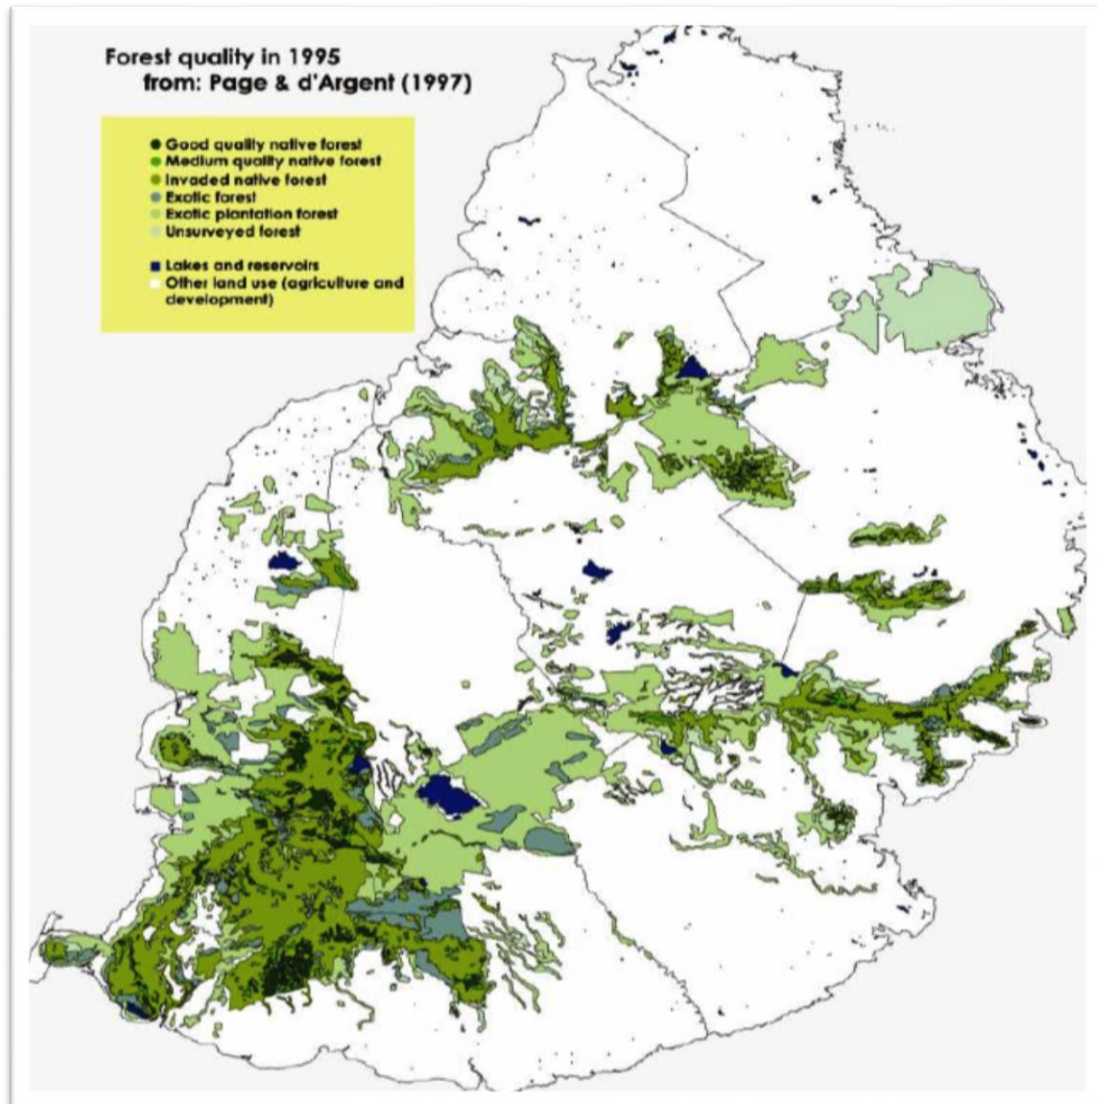 Forest quality in 1995
from: Page & d'Argent (1997)
Good quality native forest
Medium quality native forest
Invaded native forest
Exotic forest
Exotic plantation forest
Unsurveyed forest
Lakes and reservoirs
Other land use (agriculture and
development)